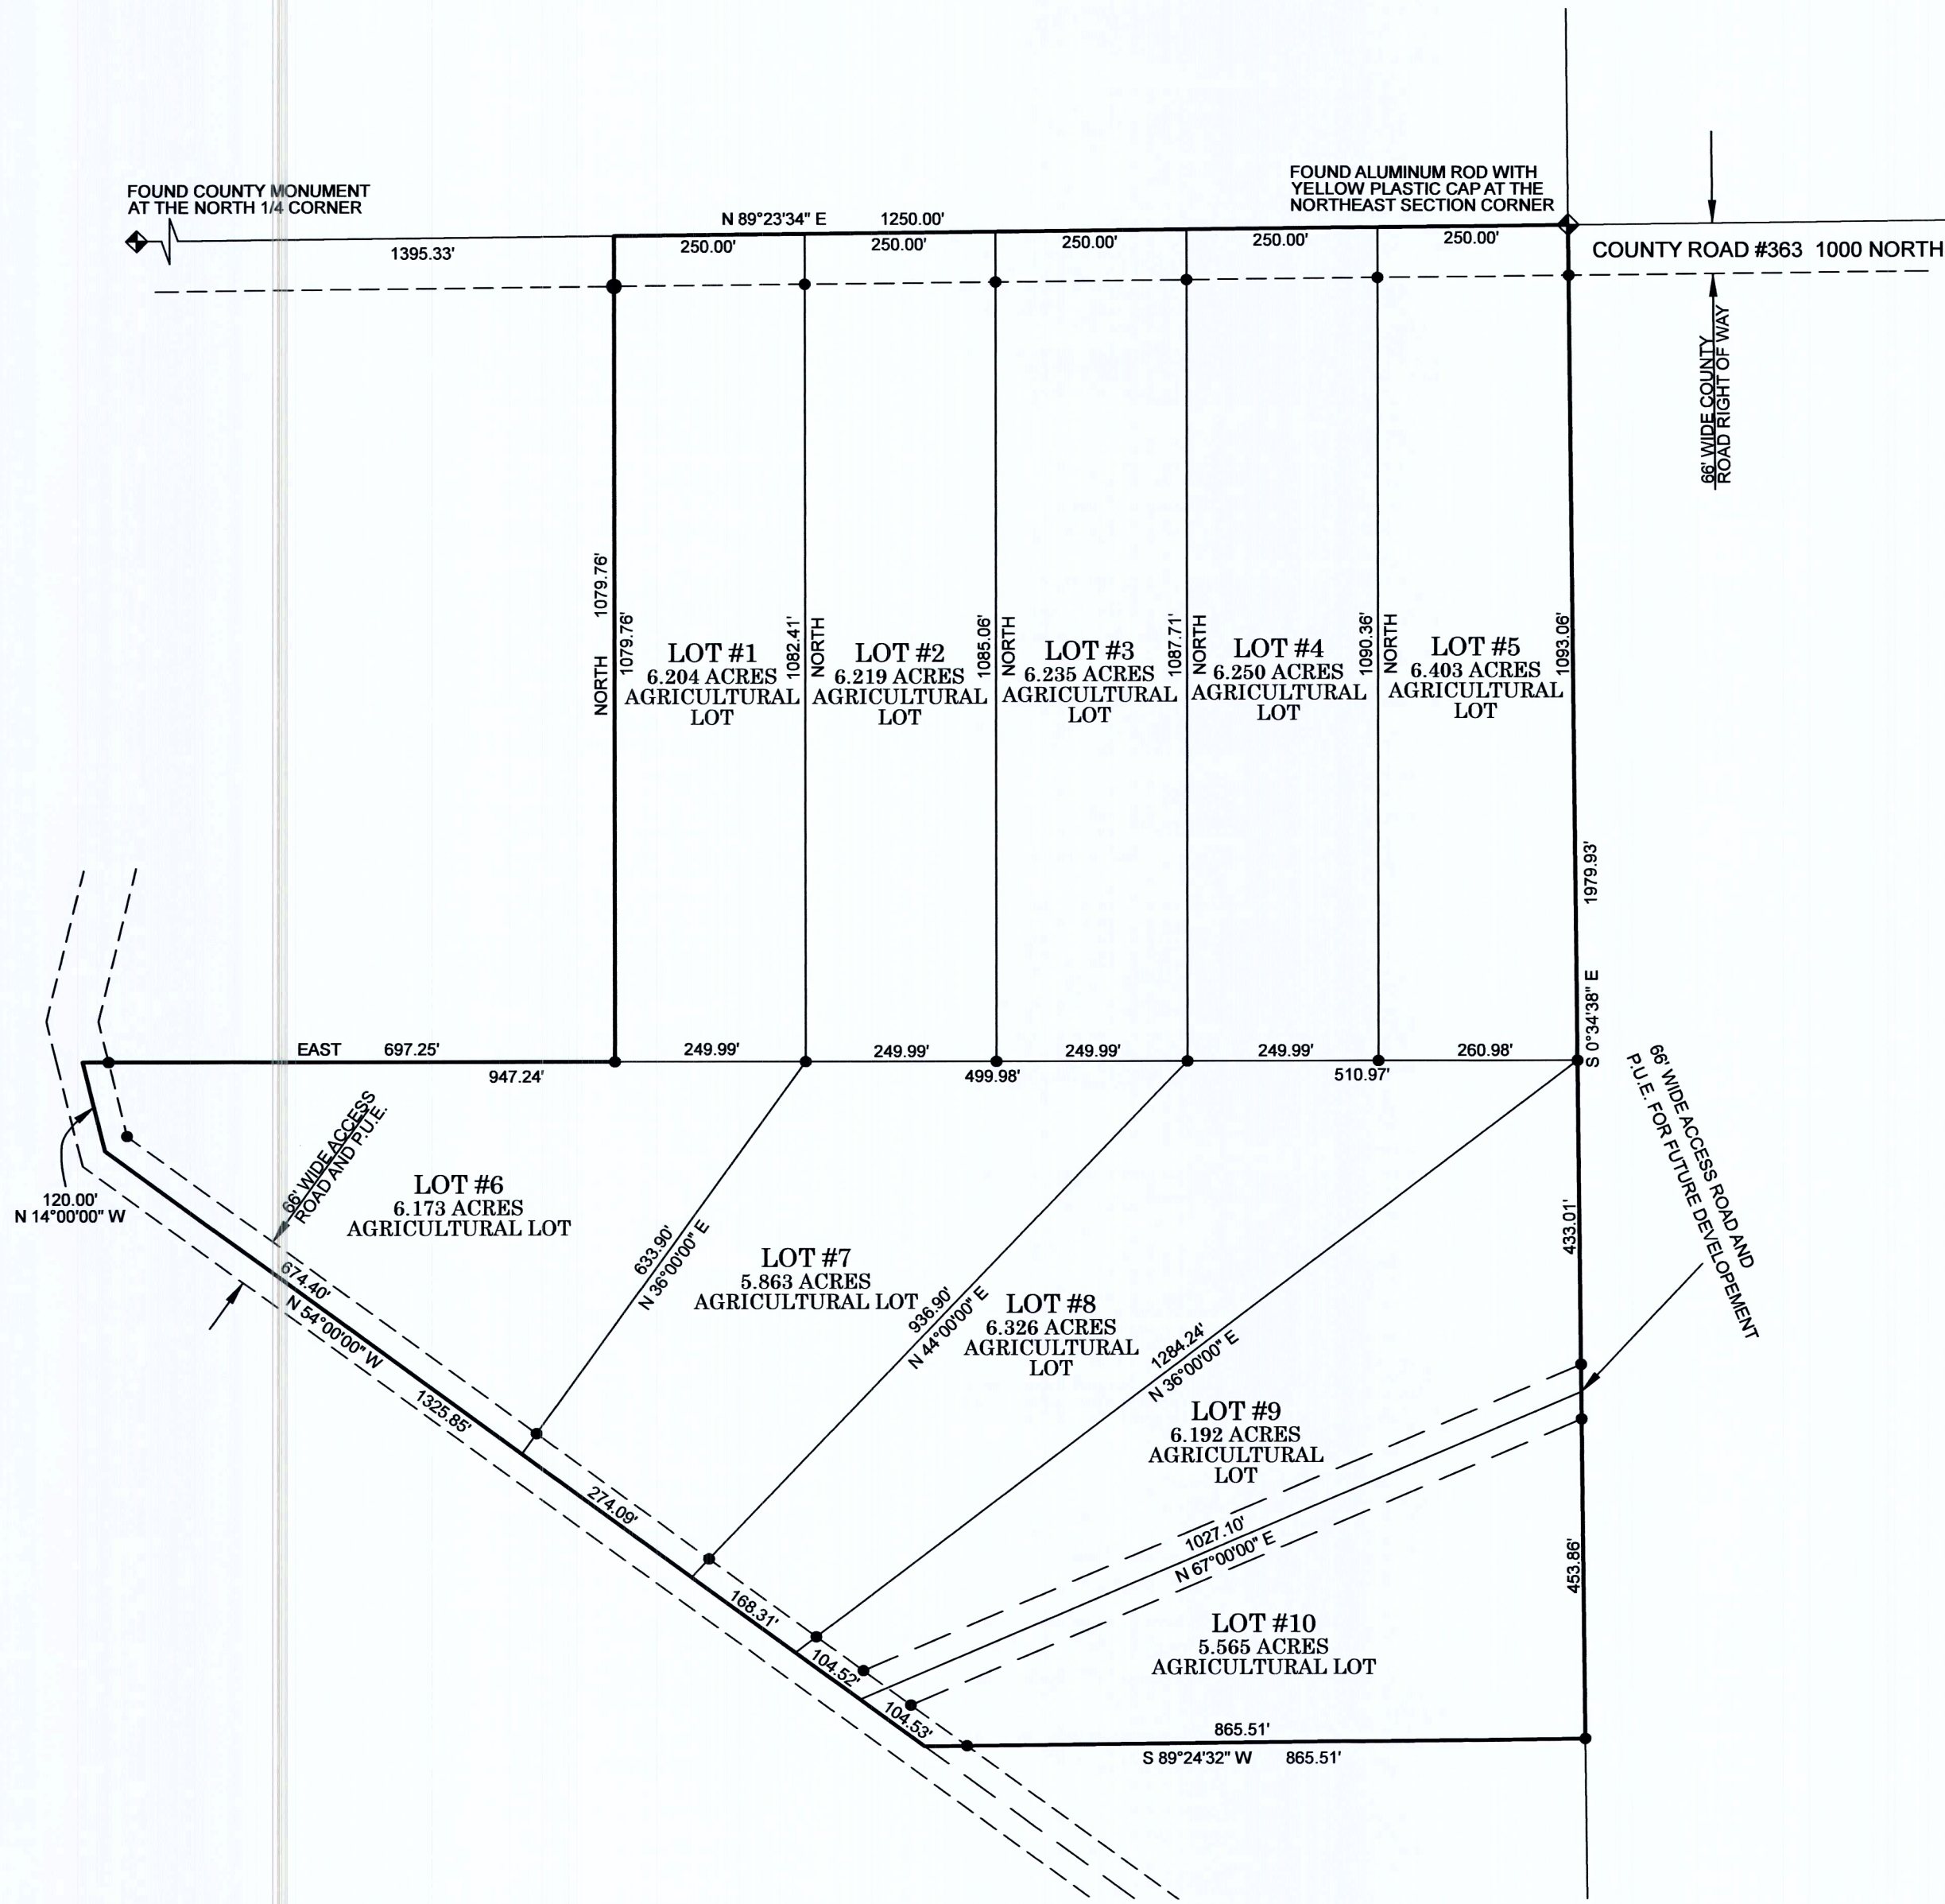 FOUND COUNTY MONUMENT
AT THE NORTH 1/4 CORNER
FOUND ALUMINUM ROD WITH
YELLOW PLASTIC CAP AT THE
NORTHEAST SECTION CORNER
N 89°23'34" E 1250.00'
1395.33'
250.00'
250.00'
250.00'
250.00'
250.00'
COUNTY ROAD #363 1000 NORTH
66' WIDE COUNTY
ROAD RIGHT OF WAY
NORTH 1079.76'
1079.76'
LOT #1
6.204 ACRES
AGRICULTURAL
LOT
1082.41'
NORTH
LOT #2
6.219 ACRES
AGRICULTURAL
LOT
1085.06'
NORTH
LOT #3
6.235 ACRES
AGRICULTURAL
LOT
1087.71'
NORTH
LOT #4
6.250 ACRES
AGRICULTURAL
LOT
1090.36'
NORTH
LOT #5
6.403 ACRES
AGRICULTURAL
LOT
1093.06'
S 0°34'38" E 1979.93'
EAST 697.25'
249.99'
249.99'
249.99'
249.99'
260.98'
947.24'
499.98'
510.97'
66' WIDE ACCESS
ROAD AND P.U.E.
66' WIDE ACCESS ROAD AND
P.U.E. FOR FUTURE DEVELOPEMENT
120.00'
N 14°00'00" W
LOT #6
6.173 ACRES
AGRICULTURAL LOT
633.90'
N 36°00'00" E
LOT #7
5.863 ACRES
AGRICULTURAL LOT
936.90'
N 44°00'00" E
LOT #8
6.326 ACRES
AGRICULTURAL
LOT
1284.24'
N 36°00'00" E
433.01'
674.40'
N 54°00'00" W
1325.85'
LOT #9
6.192 ACRES
AGRICULTURAL
LOT
274.09'
1027.10'
N 67°00'00" E
453.86'
168.31'
104.52'
104.53'
LOT #10
5.565 ACRES
AGRICULTURAL LOT
865.51'
S 89°24'32" W 865.51'